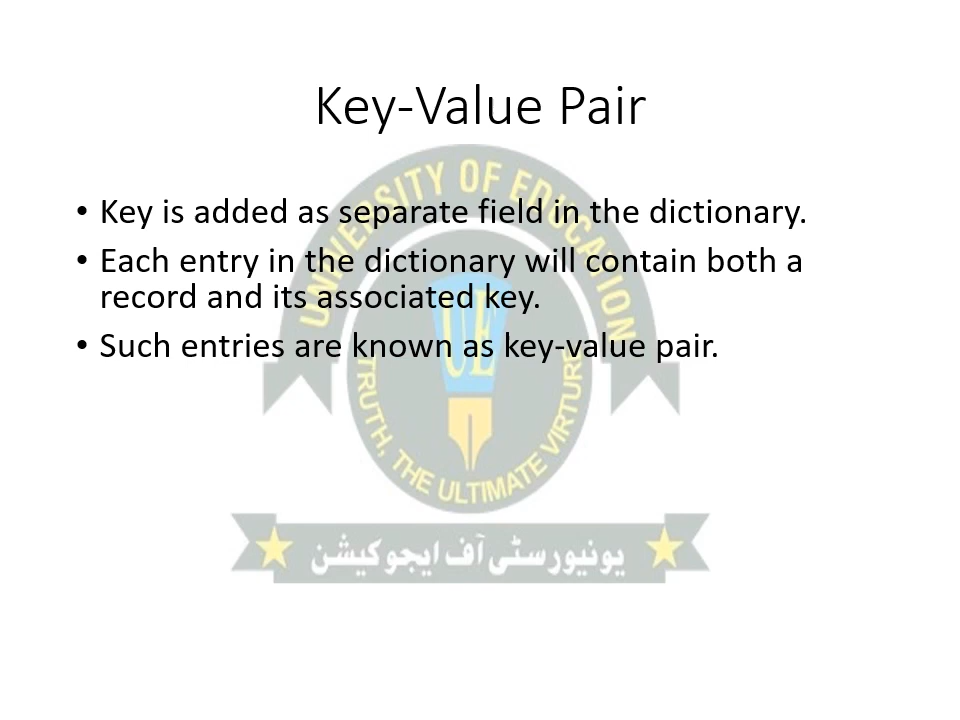 Key-Value Pair
UNIVERSITY OF EDUCATION
• Key is added as separate field in the dictionary.
• Each entry in the dictionary will contain both a
record and its associated key.
• Such entries are known as key-value pair.
UE
TRUTH, THE ULTIMATE VIRTURE
یونیورسٹی آف ایجوکیشن